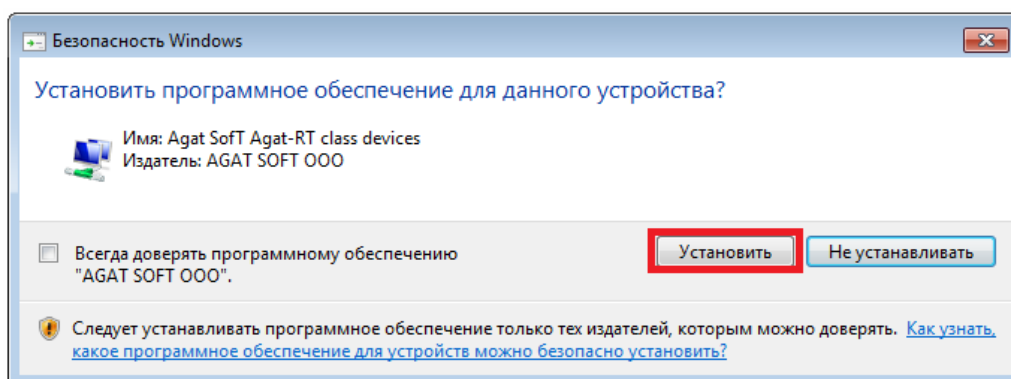 Безопасность Windows
Установить программное обеспечение для данного устройства?
Имя: Agat SofT Agat-RT class devices
Издатель: AGAT SOFT OOO
Всегда доверять программному обеспечению
"AGAT SOFT OOO".
Установить
Не устанавливать
Следует устанавливать программное обеспечение только тех издателей, которым можно доверять. Как узнать,
какое программное обеспечение для устройств можно безопасно установить?